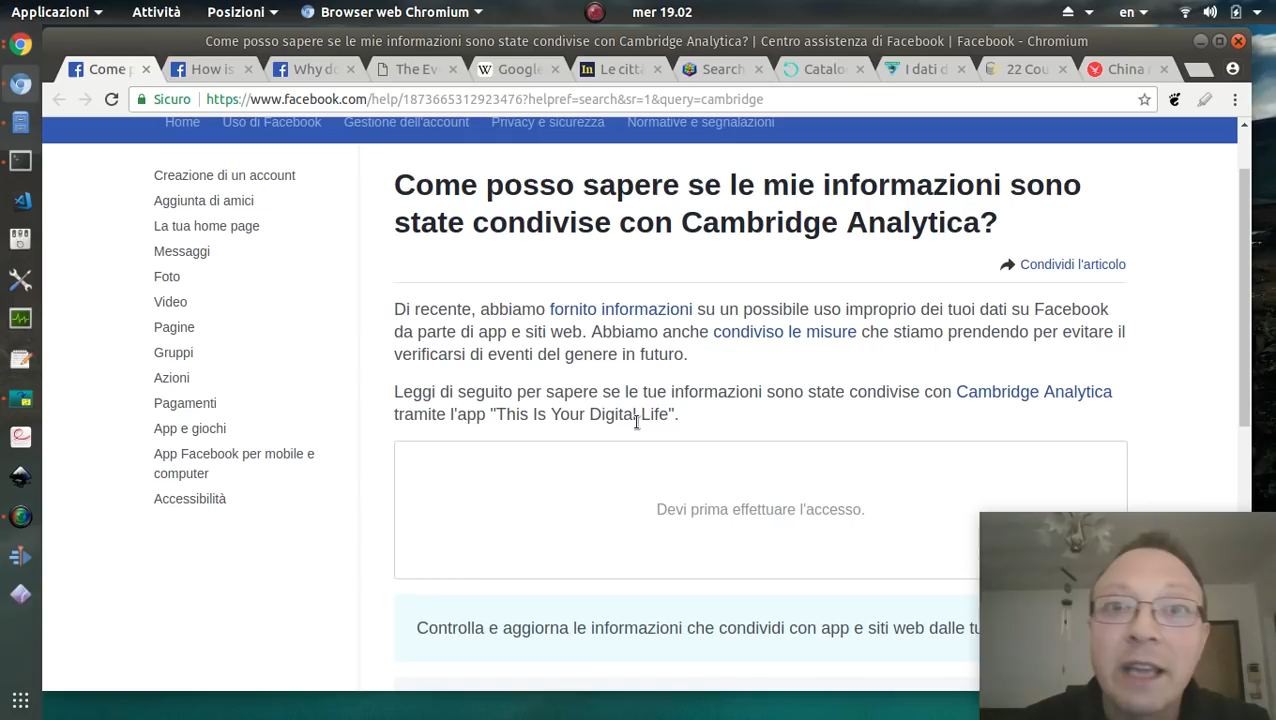 Applicazioni Attività Posizioni Browser web Chromium mer 19.02 en
Come posso sapere se le mie informazioni sono state condivise con Cambridge Analytica? | Centro assistenza di Facebook | Facebook - Chromium
Come p How is Why do The Eve Google Le citta Search Catalo I dati d 22 Cou China r
Sicuro https://www.facebook.com/help/1873665312923476?helpref=search&sr=1&query=cambridge
Home Uso di Facebook Gestione dell'account Privacy e sicurezza Normative e segnalazioni
Creazione di un account
Aggiunta di amici
La tua home page
Messaggi
Foto
Video
Pagine
Gruppi
Azioni
Pagamenti
App e giochi
App Facebook per mobile e
computer
Accessibilità
Come posso sapere se le mie informazioni sono
state condivise con Cambridge Analytica?
Condividi l'articolo
Di recente, abbiamo fornito informazioni su un possibile uso improprio dei tuoi dati su Facebook
da parte di app e siti web. Abbiamo anche condiviso le misure che stiamo prendendo per evitare il
verificarsi di eventi del genere in futuro.
Leggi di seguito per sapere se le tue informazioni sono state condivise con Cambridge Analytica
tramite l'app "This Is Your Digital Life".
Devi prima effettuare l'accesso.
Controlla e aggiorna le informazioni che condividi con app e siti web dalle tu